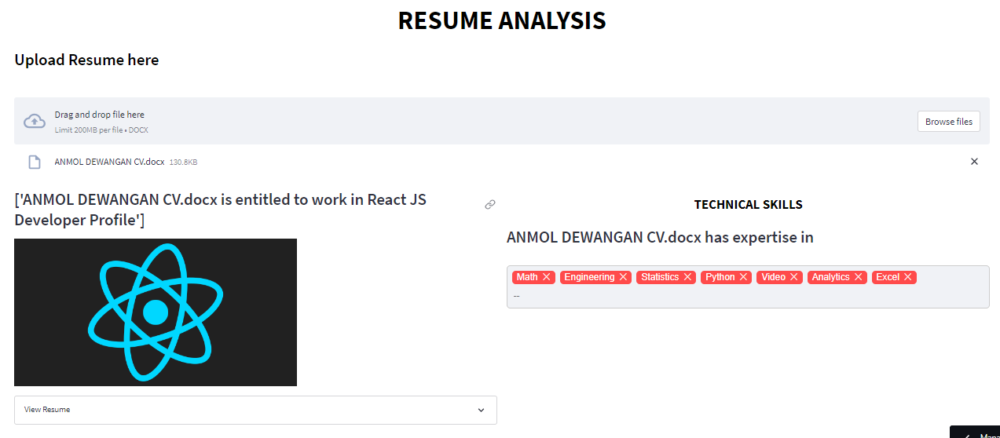 RESUME ANALYSIS
Upload Resume here
Drag and drop file here
Limit 200MB per file • DOCX
Browse files
ANMOL DEWANGAN CV.docx 130.8KB
['ANMOL DEWANGAN CV.docx is entitled to work in React JS
Developer Profile']
View Resume
TECHNICAL SKILLS
ANMOL DEWANGAN CV.docx has expertise in
Math Engineering Statistics Python Video Analytics Excel
--